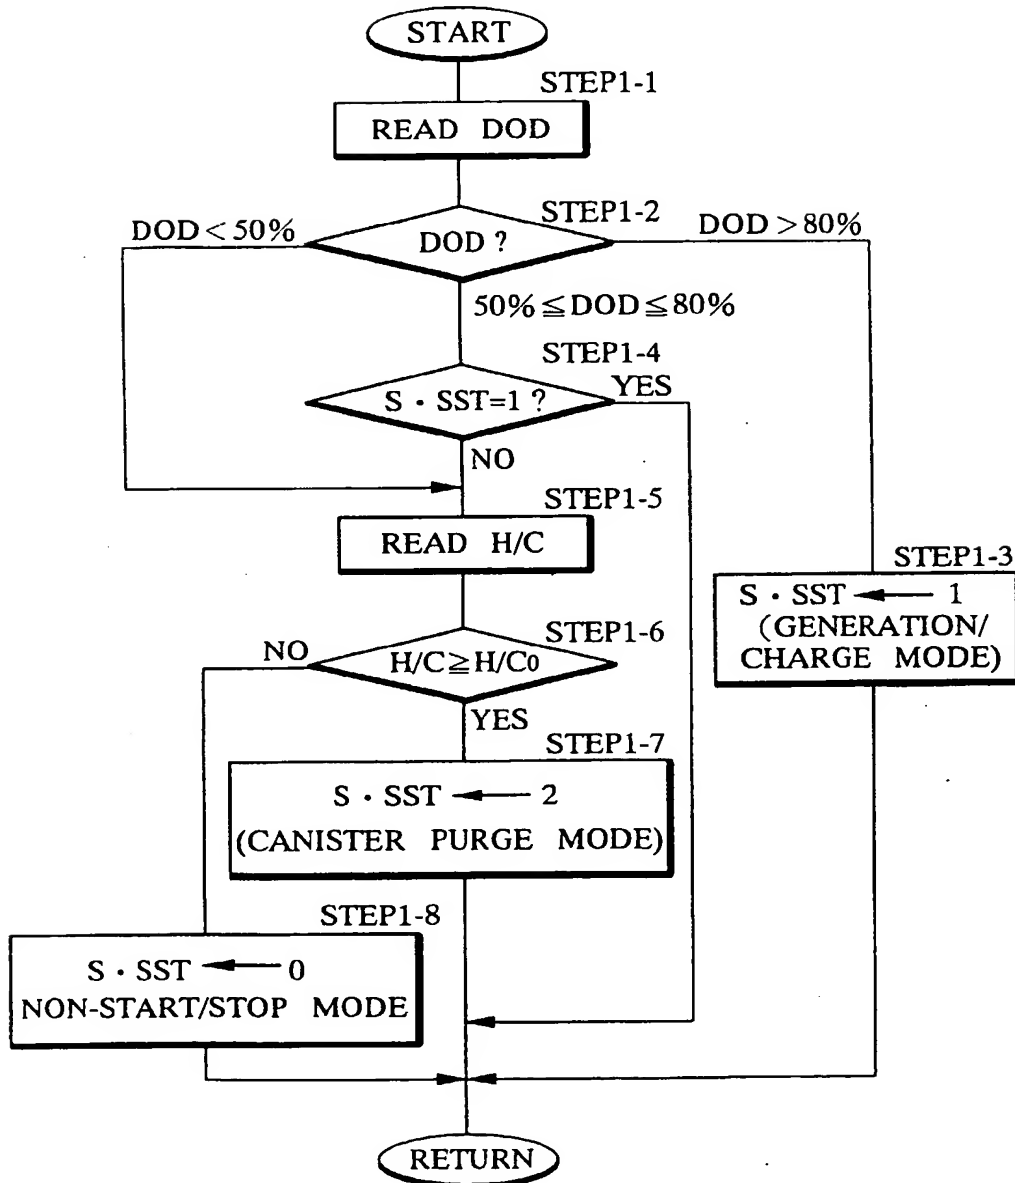 START
STEP1-1
READ DOD
STEP1-2
DOD<50%
DOD ?
DOD>80%
50%≦DOD≦80%
STEP1-4
S・SST=1 ?
YES
NO
STEP1-5
READ H/C
STEP1-3
S・SST ← 1
(GENERATION/
CHARGE MODE)
STEP1-6
NO
H/C≧H/C0
YES
STEP1-7
S・SST ← 2
(CANISTER PURGE MODE)
STEP1-8
S・SST ← 0
NON-START/STOP MODE
RETURN